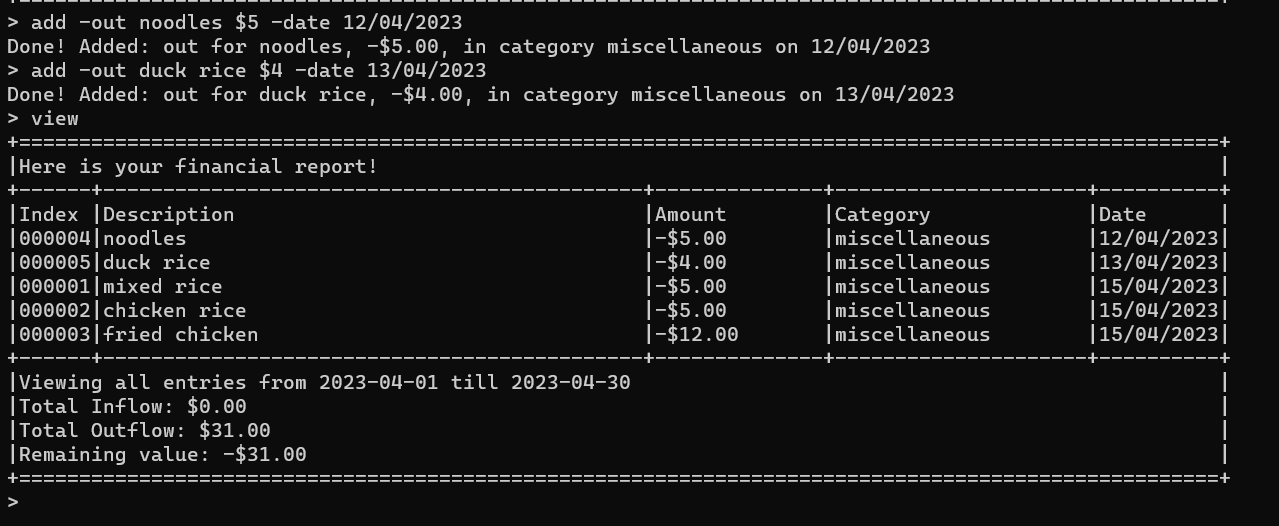 > add -out noodles $5 -date 12/04/2023
Done! Added: out for noodles, -$5.00, in category miscellaneous on 12/04/2023
> add -out duck rice $4 -date 13/04/2023
Done! Added: out for duck rice, -$4.00, in category miscellaneous on 13/04/2023
> view
+====================================================================================================+
|Here is your financial report!                                                                      |
+------+---------------------------------------------+--------------+---------------------+----------+
|Index |Description                                  |Amount        |Category             |Date      |
|000004|noodles                                      |-$5.00        |miscellaneous        |12/04/2023|
|000005|duck rice                                    |-$4.00        |miscellaneous        |13/04/2023|
|000001|mixed rice                                   |-$5.00        |miscellaneous        |15/04/2023|
|000002|chicken rice                                 |-$5.00        |miscellaneous        |15/04/2023|
|000003|fried chicken                                |-$12.00       |miscellaneous        |15/04/2023|
+------+---------------------------------------------+--------------+---------------------+----------+
|Viewing all entries from 2023-04-01 till 2023-04-30                                                 |
|Total Inflow: $0.00                                                                                 |
|Total Outflow: $31.00                                                                               |
|Remaining value: -$31.00                                                                            |
+====================================================================================================+
>